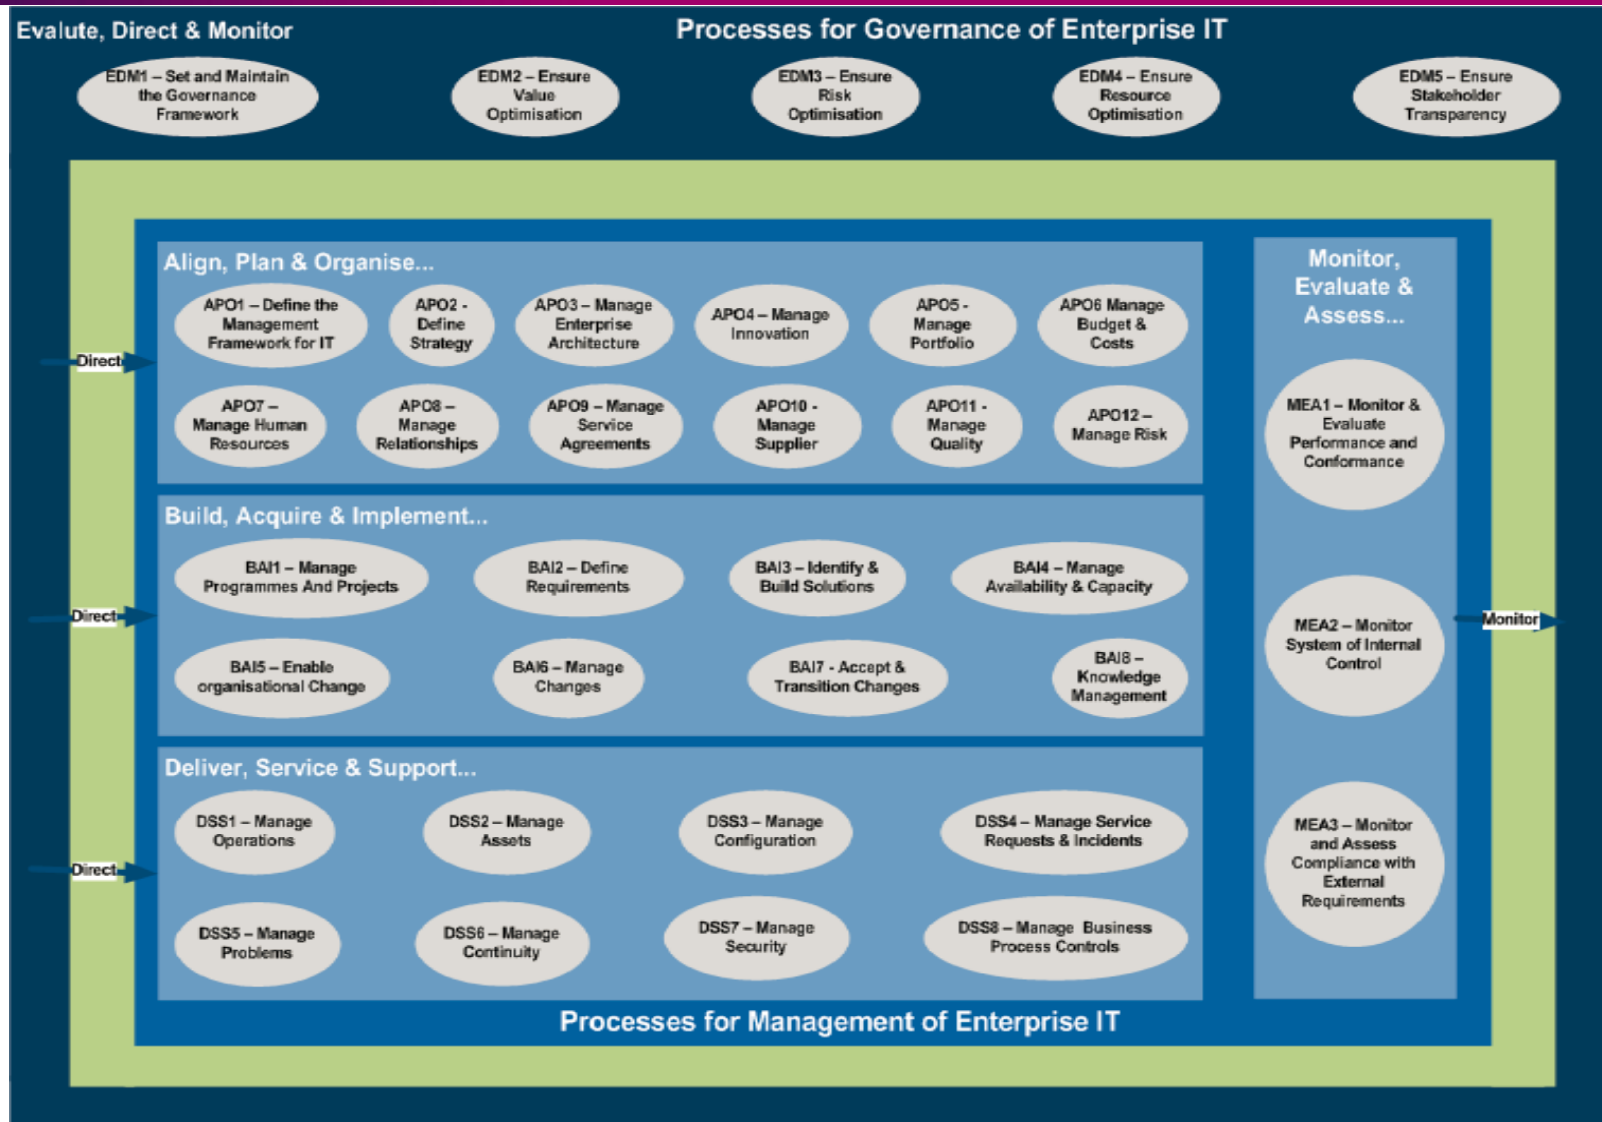 Evalute, Direct & Monitor
Processes for Governance of Enterprise IT
EDM1 – Set and Maintain
the Governance
Framework
EDM2 – Ensure
Value
Optimisation
EDM3 – Ensure
Risk
Optimisation
EDM4 – Ensure
Resource
Optimisation
EDM5 – Ensure
Stakeholder
Transparency
Align, Plan & Organise...
APO1 – Define the
Management
Framework for IT
APO2 -
Define
Strategy
APO3 – Manage
Enterprise
Architecture
APO4 – Manage
Innovation
APO5 -
Manage
Portfolio
APO6 Manage
Budget &
Costs
Direct
APO7 –
Manage Human
Resources
APO8 –
Manage
Relationships
APO9 – Manage
Service
Agreements
APO10 -
Manage
Supplier
APO11 -
Manage
Quality
APO12 –
Manage Risk
Build, Acquire & Implement...
BAI1 – Manage
Programmes And Projects
BAI2 – Define
Requirements
BAI3 – Identify &
Build Solutions
BAI4 – Manage
Availability & Capacity
Direct
BAI5 – Enable
organisational Change
BAI6 – Manage
Changes
BAI7 - Accept &
Transition Changes
BAI8 –
Knowledge
Management
Deliver, Service & Support...
DSS1 – Manage
Operations
DSS2 – Manage
Assets
DSS3 – Manage
Configuration
DSS4 – Manage Service
Requests & Incidents
Direct
DSS5 – Manage
Problems
DSS6 – Manage
Continuity
DSS7 – Manage
Security
DSS8 – Manage Business
Process Controls
Monitor,
Evaluate &
Assess...
MEA1 – Monitor &
Evaluate
Performance and
Conformance
MEA2 – Monitor
System of Internal
Control
Monitor
MEA3 – Monitor
and Assess
Compliance with
External
Requirements
Processes for Management of Enterprise IT